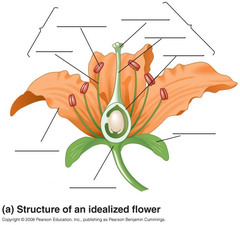 (a) Structure of an idealized flower
Copyright © 2008 Pearson Education, Inc., publishing as Pearson Benjamin Cummings.